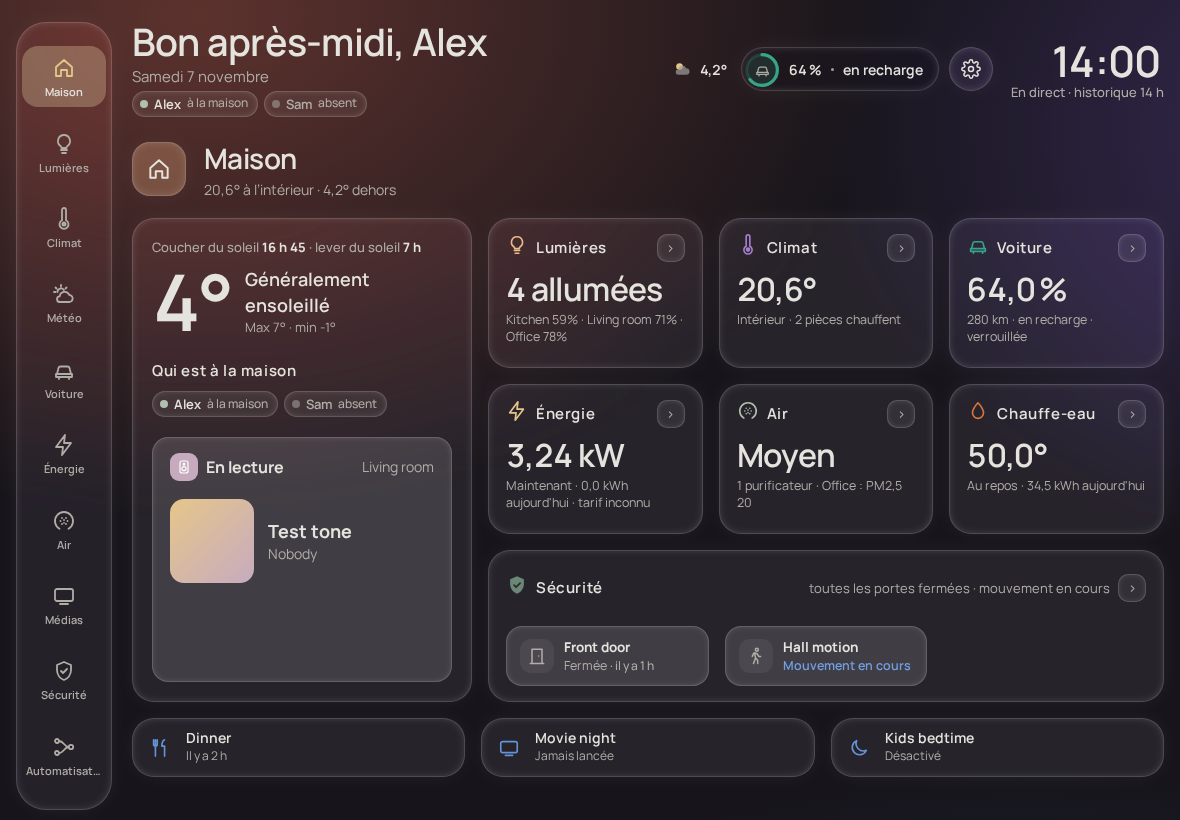 Bon après-midi, Alex
Samedi 7 novembre
Alex à la maison
Sam absent
4,2°
64 % · en recharge
14:00
En direct · historique 14 h
Maison
Lumières
Climat
Météo
Voiture
Énergie
Air
Médias
Sécurité
Automatisat…
Maison
20,6° à l'intérieur · 4,2° dehors
Coucher du soleil 16 h 45 · lever du soleil 7 h
4°
Généralement
ensoleillé
Max 7° · min -1°
Qui est à la maison
Alex à la maison
Sam absent
En lecture
Living room
Test tone
Nobody
Lumières
4 allumées
Kitchen 59% · Living room 71% ·
Office 78%
Climat
20,6°
Intérieur · 2 pièces chauffent
Voiture
64,0 %
280 km · en recharge ·
verrouillée
Énergie
3,24 kW
Maintenant · 0,0 kWh
aujourd'hui · tarif inconnu
Air
Moyen
1 purificateur · Office : PM2,5
20
Chauffe-eau
50,0°
Au repos · 34,5 kWh aujourd'hui
Sécurité
toutes les portes fermées · mouvement en cours
Front door
Fermée · il y a 1 h
Hall motion
Mouvement en cours
Dinner
Il y a 2 h
Movie night
Jamais lancée
Kids bedtime
Désactivé